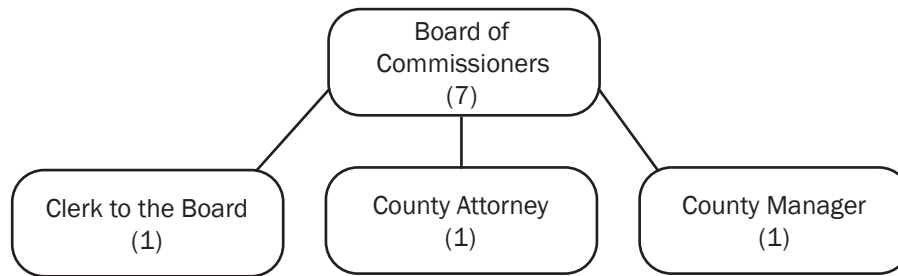 Board of
Commissioners
(7)
Clerk to the Board
(1)
County Attorney
(1)
County Manager
(1)